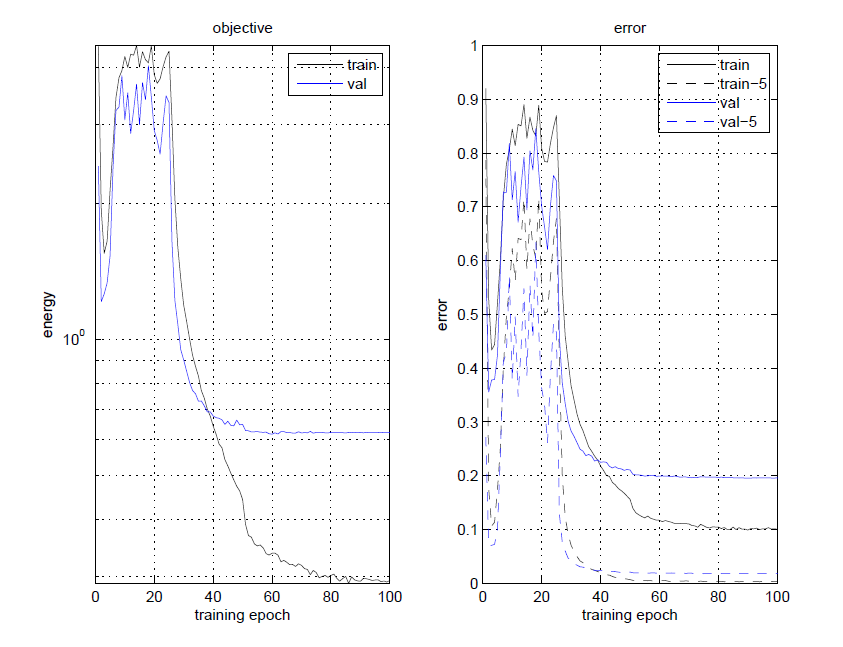 objective
train
val
energy
10^0
0 20 40 60 80 100
training epoch
error
train
train-5
val
val-5
1
0.9
0.8
0.7
0.6
0.5
0.4
0.3
0.2
0.1
0
error
0 20 40 60 80 100
training epoch